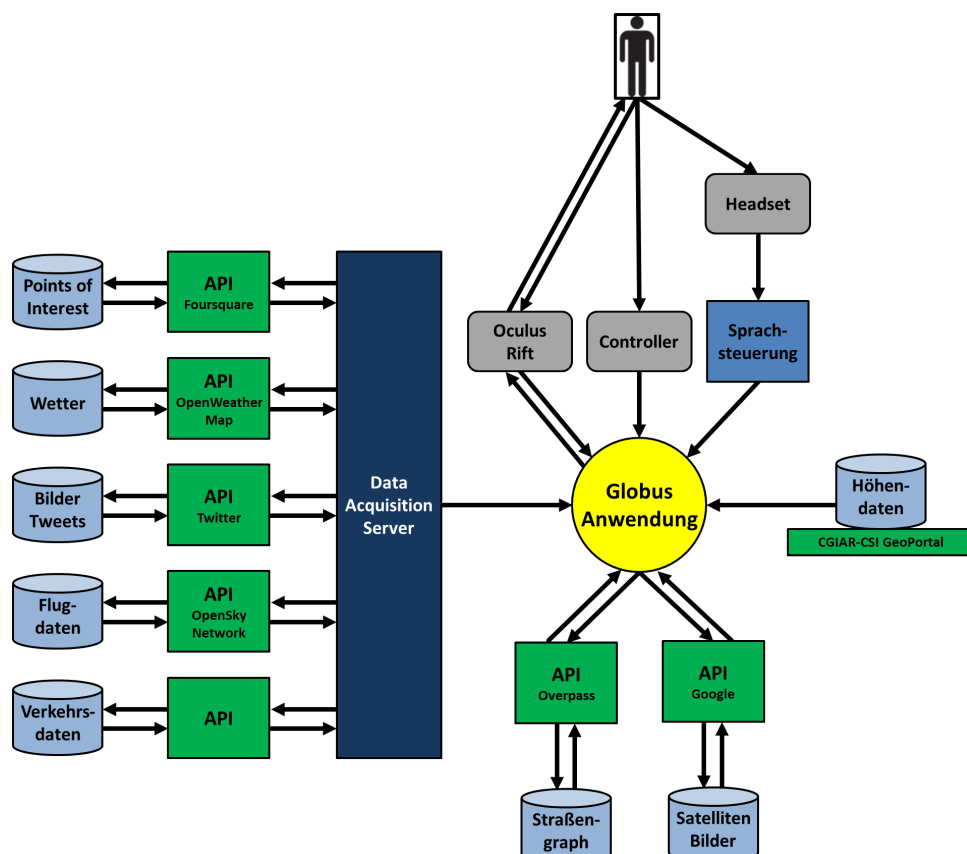 Headset
Oculus
Rift
Controller
Sprach-
steuerung
Points of
Interest
API
Foursquare
Wetter
API
OpenWeather
Map
Bilder
Tweets
API
Twitter
Flug-
daten
API
OpenSky
Network
Verkehrs-
daten
API
Data
Acquisition
Server
Globus
Anwendung
Höhen-
daten
CGIAR-CSI GeoPortal
API
Overpass
API
Google
Straßen-
graph
Satelliten
Bilder